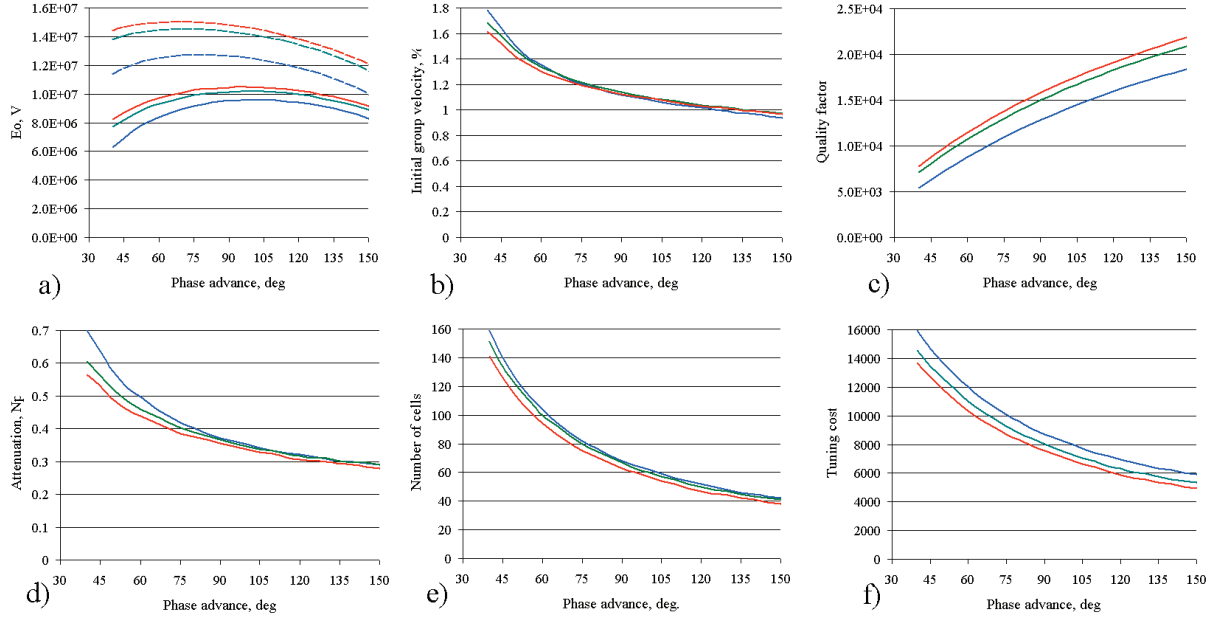 1.6E+07
1.4E+07
1.2E+07
1.0E+07
8.0E+06
6.0E+06
4.0E+06
2.0E+06
0.0E+00
Eo, V
30 45 60 75 90 105 120 135 150
Phase advance, deg
a)
1.8
1.6
1.4
1.2
1
0.8
0.6
0.4
0.2
0
Initial group velocity, %
30 45 60 75 90 105 120 135 150
Phase advance, deg
b)
2.5E+04
2.0E+04
1.5E+04
1.0E+04
5.0E+03
0.0E+00
Quality factor
30 45 60 75 90 105 120 135 150
Phase advance, deg
c)
0.7
0.6
0.5
0.4
0.3
0.2
0.1
0
Attenuation, Np
30 45 60 75 90 105 120 135 150
Phase advance, deg
d)
160
140
120
100
80
60
40
20
0
Number of cells
30 45 60 75 90 105 120 135 150
Phase advance, deg.
e)
16000
14000
12000
10000
8000
6000
4000
2000
0
Tuning cost
30 45 60 75 90 105 120 135 150
Phase advance, deg
f)